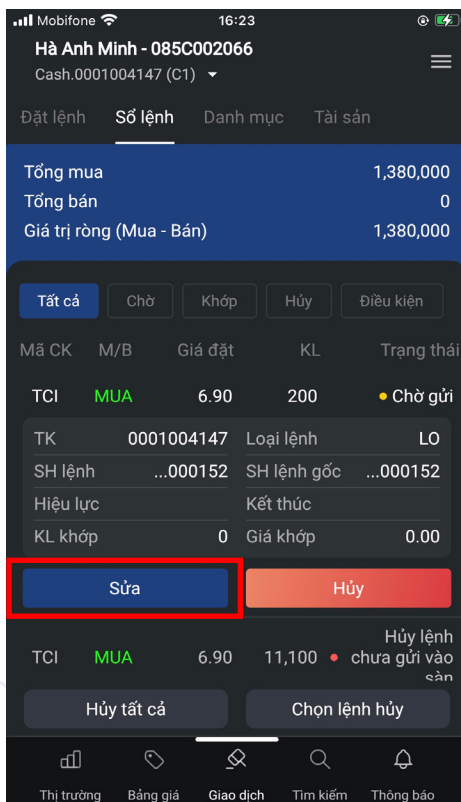 Mobifone 16:23
Hà Anh Minh - 085C002066
Cash.0001004147 (C1)
Đặt lệnh Sổ lệnh Danh mục Tài sản
Tổng mua 1,380,000
Tổng bán 0
Giá trị ròng (Mua - Bán) 1,380,000
Tất cả Chờ Khớp Hủy Điều kiện
Mã CK M/B Giá đặt KL Trạng thái
TCI MUA 6.90 200 Chờ gửi
TK 0001004147 Loại lệnh LO
SH lệnh ...000152 SH lệnh gốc ...000152
Hiệu lực Kết thúc
KL khớp 0 Giá khớp 0.00
Sửa Hủy
TCI MUA 6.90 11,100 Hủy lệnh chưa gửi vào sàn
Hủy tất cả Chọn lệnh hủy
Thị trường Bảng giá Giao dịch Tìm kiếm Thông báo